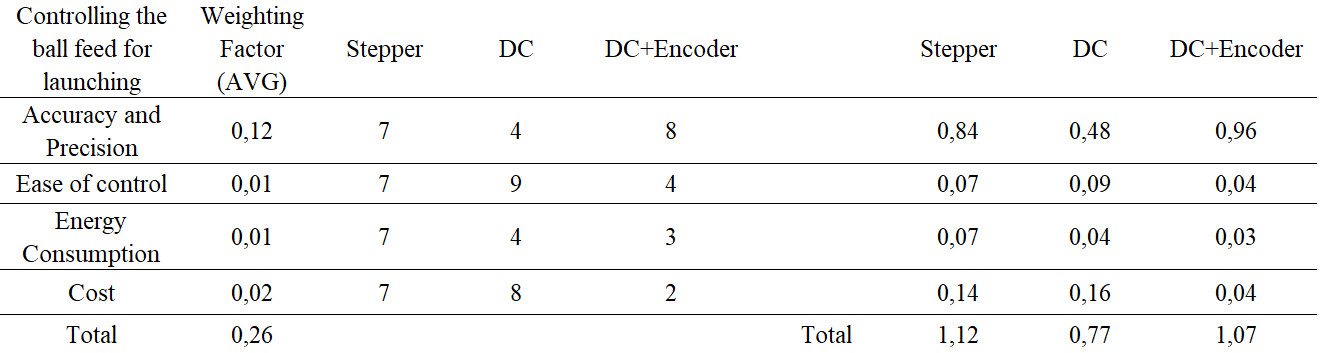 Controlling the ball feed for launching Weighting Factor (AVG) Stepper DC DC+Encoder Stepper DC DC+Encoder
Accuracy and Precision 0,12 7 4 8 0,84 0,48 0,96
Ease of control 0,01 7 9 4 0,07 0,09 0,04
Energy Consumption 0,01 7 4 3 0,07 0,04 0,03
Cost 0,02 7 8 2 0,14 0,16 0,04
Total 0,26 Total 1,12 0,77 1,07